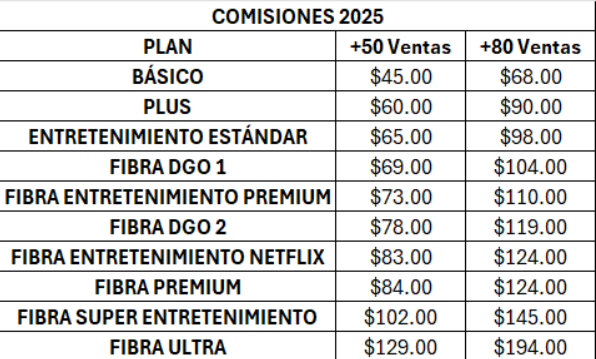 COMISIONES 2025
PLAN +50 Ventas +80 Ventas
BÁSICO $45.00 $68.00
PLUS $60.00 $90.00
ENTRETENIMIENTO ESTÁNDAR $65.00 $98.00
FIBRA DGO 1 $69.00 $104.00
FIBRA ENTRETENIMIENTO PREMIUM $73.00 $110.00
FIBRA DGO 2 $78.00 $119.00
FIBRA ENTRETENIMIENTO NETFLIX $83.00 $124.00
FIBRA PREMIUM $84.00 $124.00
FIBRA SUPER ENTRETENIMIENTO $102.00 $145.00
FIBRA ULTRA $129.00 $194.00